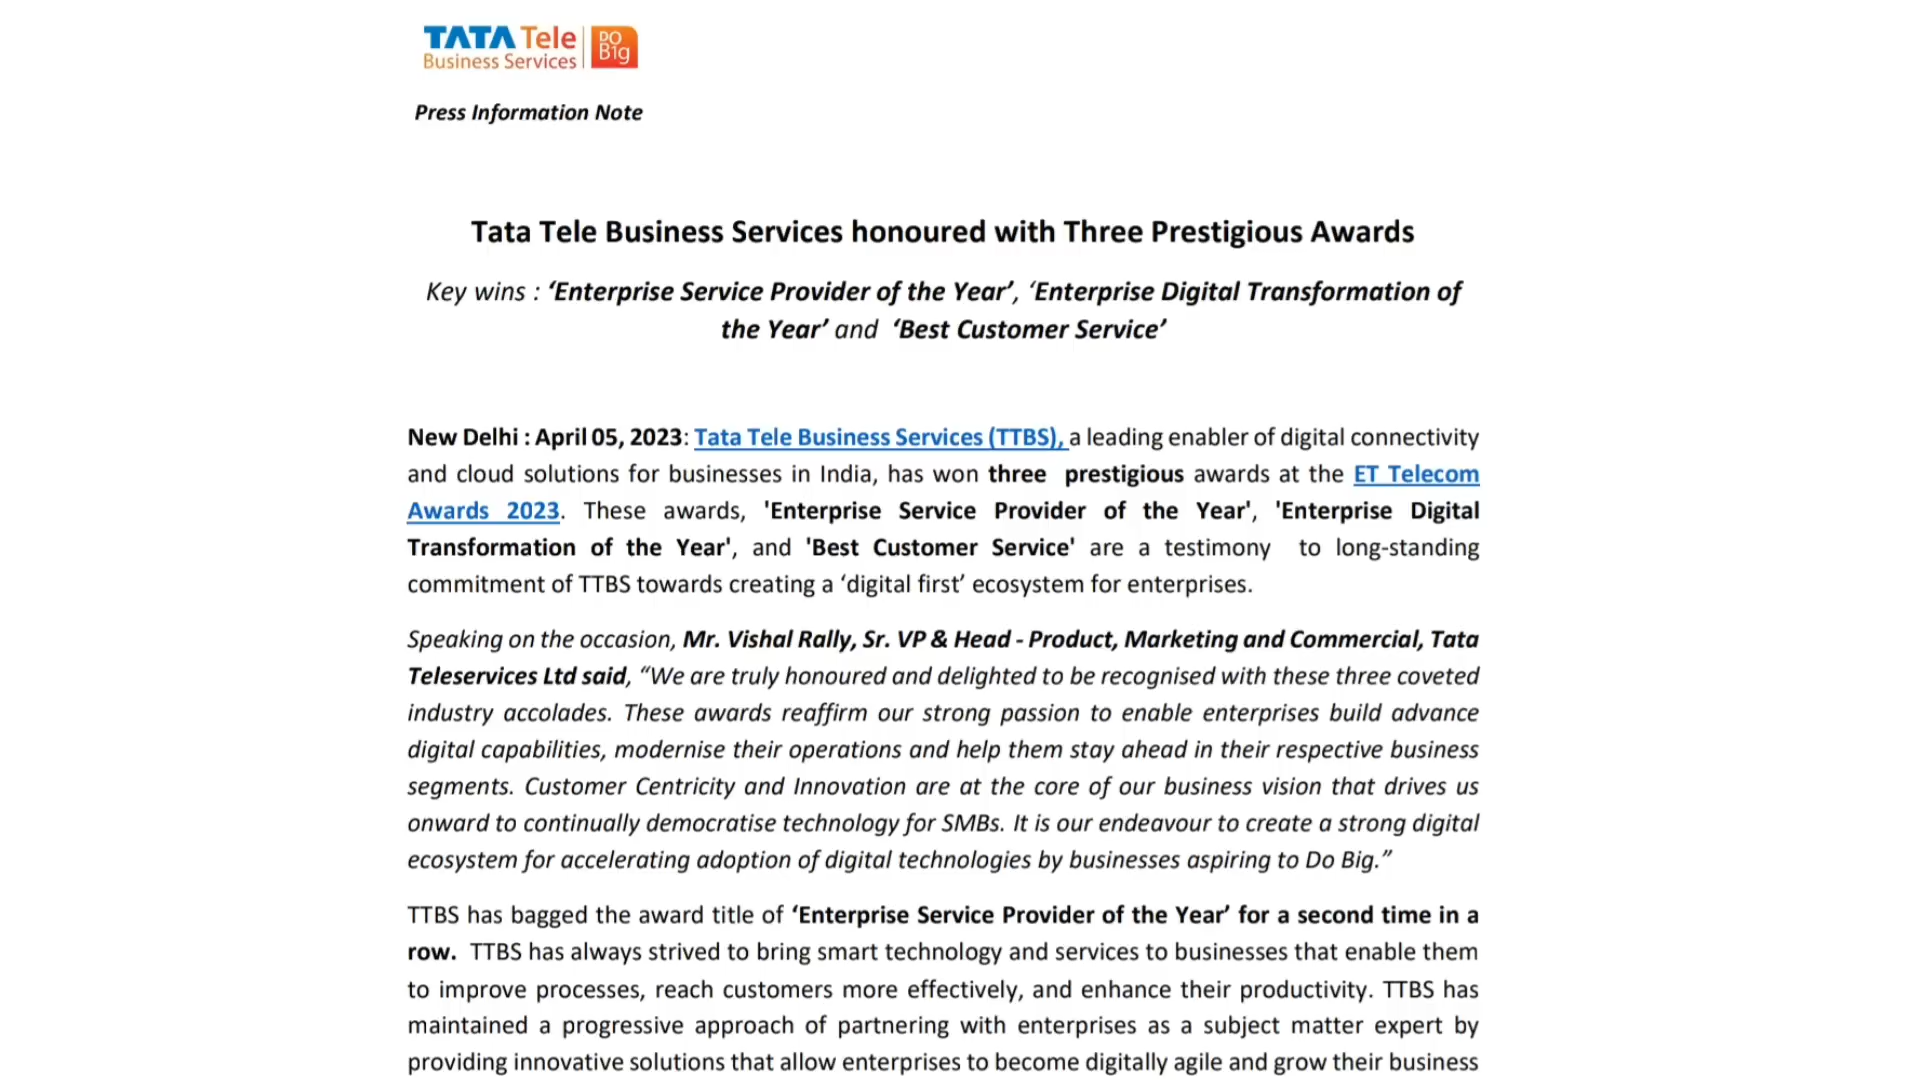 TATA Tele DO
Business Services B1g
Press Information Note
Tata Tele Business Services honoured with Three Prestigious Awards
Key wins : ‘Enterprise Service Provider of the Year’, ‘Enterprise Digital Transformation of
the Year’ and ‘Best Customer Service’
New Delhi : April 05, 2023: Tata Tele Business Services (TTBS), a leading enabler of digital connectivity
and cloud solutions for businesses in India, has won three prestigious awards at the ET Telecom
Awards 2023. These awards, 'Enterprise Service Provider of the Year', 'Enterprise Digital
Transformation of the Year', and 'Best Customer Service' are a testimony to long-standing
commitment of TTBS towards creating a ‘digital first’ ecosystem for enterprises.
Speaking on the occasion, Mr. Vishal Rally, Sr. VP & Head - Product, Marketing and Commercial, Tata
Teleservices Ltd said, “We are truly honoured and delighted to be recognised with these three coveted
industry accolades. These awards reaffirm our strong passion to enable enterprises build advance
digital capabilities, modernise their operations and help them stay ahead in their respective business
segments. Customer Centricity and Innovation are at the core of our business vision that drives us
onward to continually democratise technology for SMBs. It is our endeavour to create a strong digital
ecosystem for accelerating adoption of digital technologies by businesses aspiring to Do Big.”
TTBS has bagged the award title of ‘Enterprise Service Provider of the Year’ for a second time in a
row. TTBS has always strived to bring smart technology and services to businesses that enable them
to improve processes, reach customers more effectively, and enhance their productivity. TTBS has
maintained a progressive approach of partnering with enterprises as a subject matter expert by
providing innovative solutions that allow enterprises to become digitally agile and grow their business